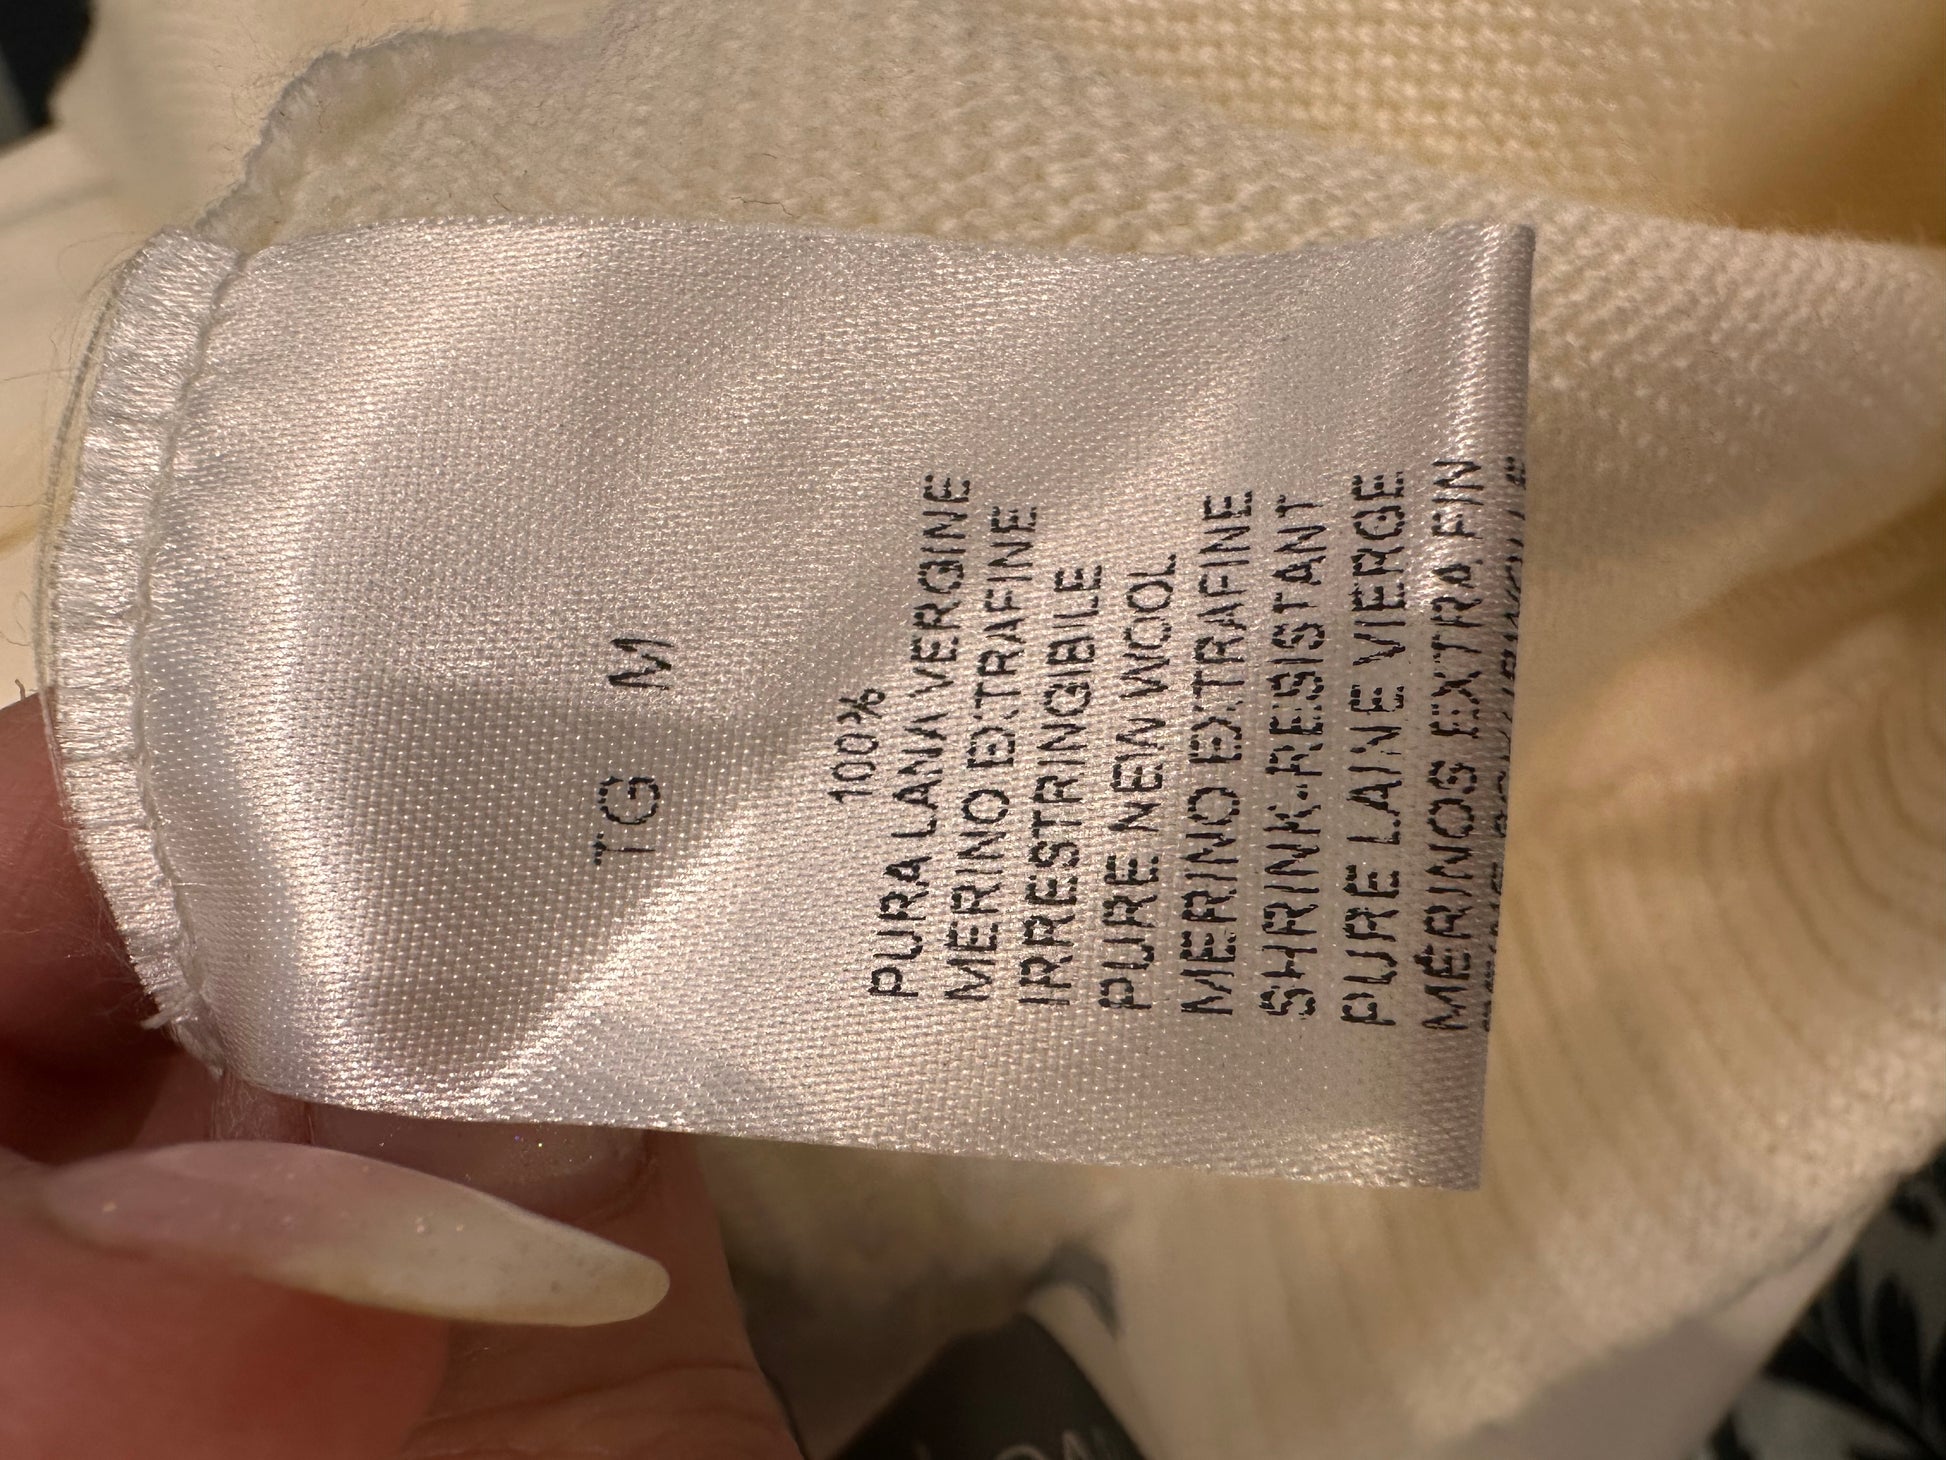 TG M
100%
PURA LANA VERGINE
MERINO EXTRAFINE
IRRESTRINGIBILE
PURE NEW WOOL
MERINO EXTRAFINE
SHRINK-RESISTANT
PURE LAINE VIERGE
MÉRINOS EXTRA FIN